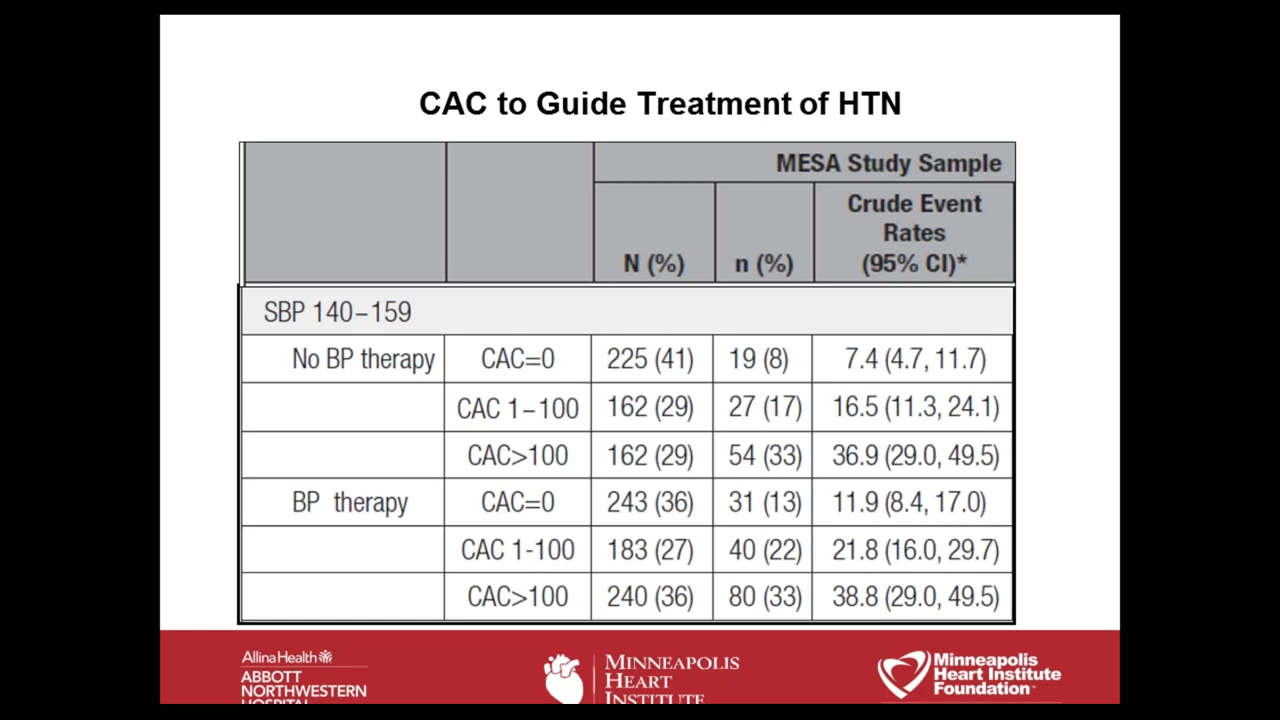 CAC to Guide Treatment of HTN
MESA Study Sample
N (%) n (%) Crude Event Rates (95% CI)*
SBP 140–159
No BP therapy CAC=0 225 (41) 19 (8) 7.4 (4.7, 11.7)
CAC 1–100 162 (29) 27 (17) 16.5 (11.3, 24.1)
CAC>100 162 (29) 54 (33) 36.9 (29.0, 49.5)
BP therapy CAC=0 243 (36) 31 (13) 11.9 (8.4, 17.0)
CAC 1-100 183 (27) 40 (22) 21.8 (16.0, 29.7)
CAC>100 240 (36) 80 (33) 38.8 (29.0, 49.5)
Allina Health
ABBOTT
NORTHWESTERN
HOSPITAL
MINNEAPOLIS
HEART
INSTITUTE
Minneapolis
Heart Institute
Foundation